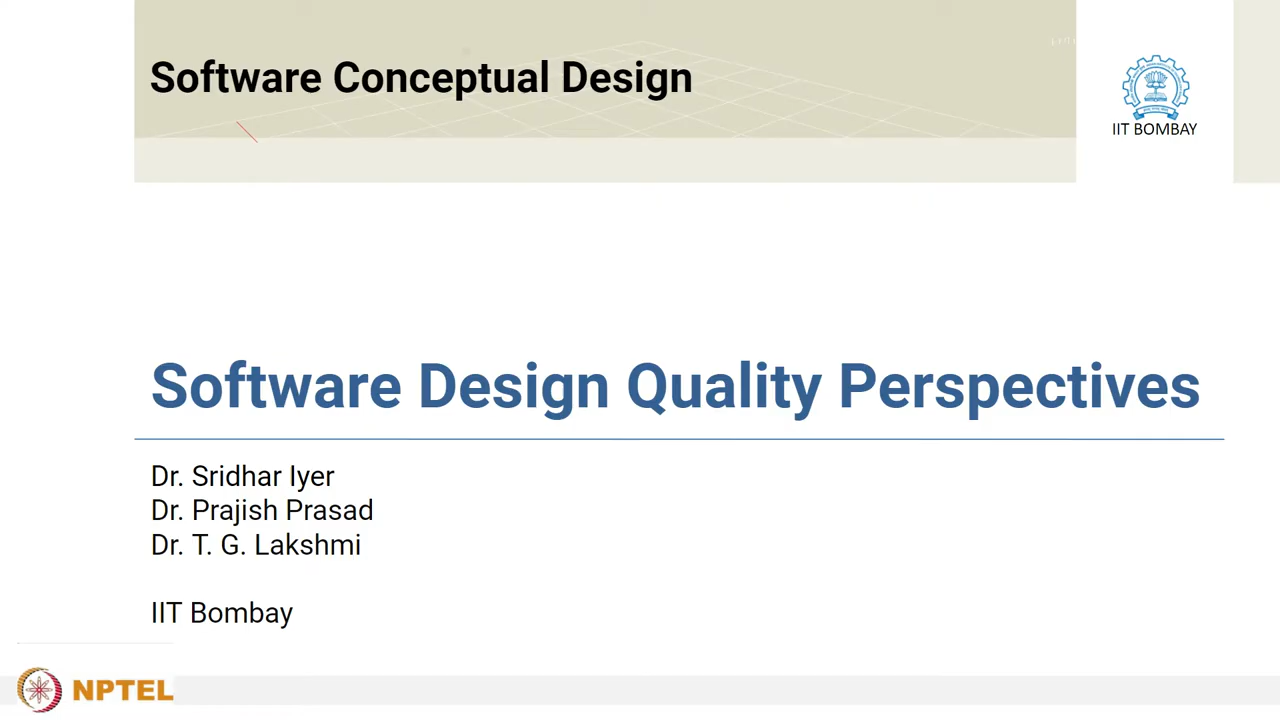 Software Conceptual Design
IIT BOMBAY
Software Design Quality Perspectives
Dr. Sridhar Iyer
Dr. Prajish Prasad
Dr. T. G. Lakshmi
IIT Bombay
NPTEL